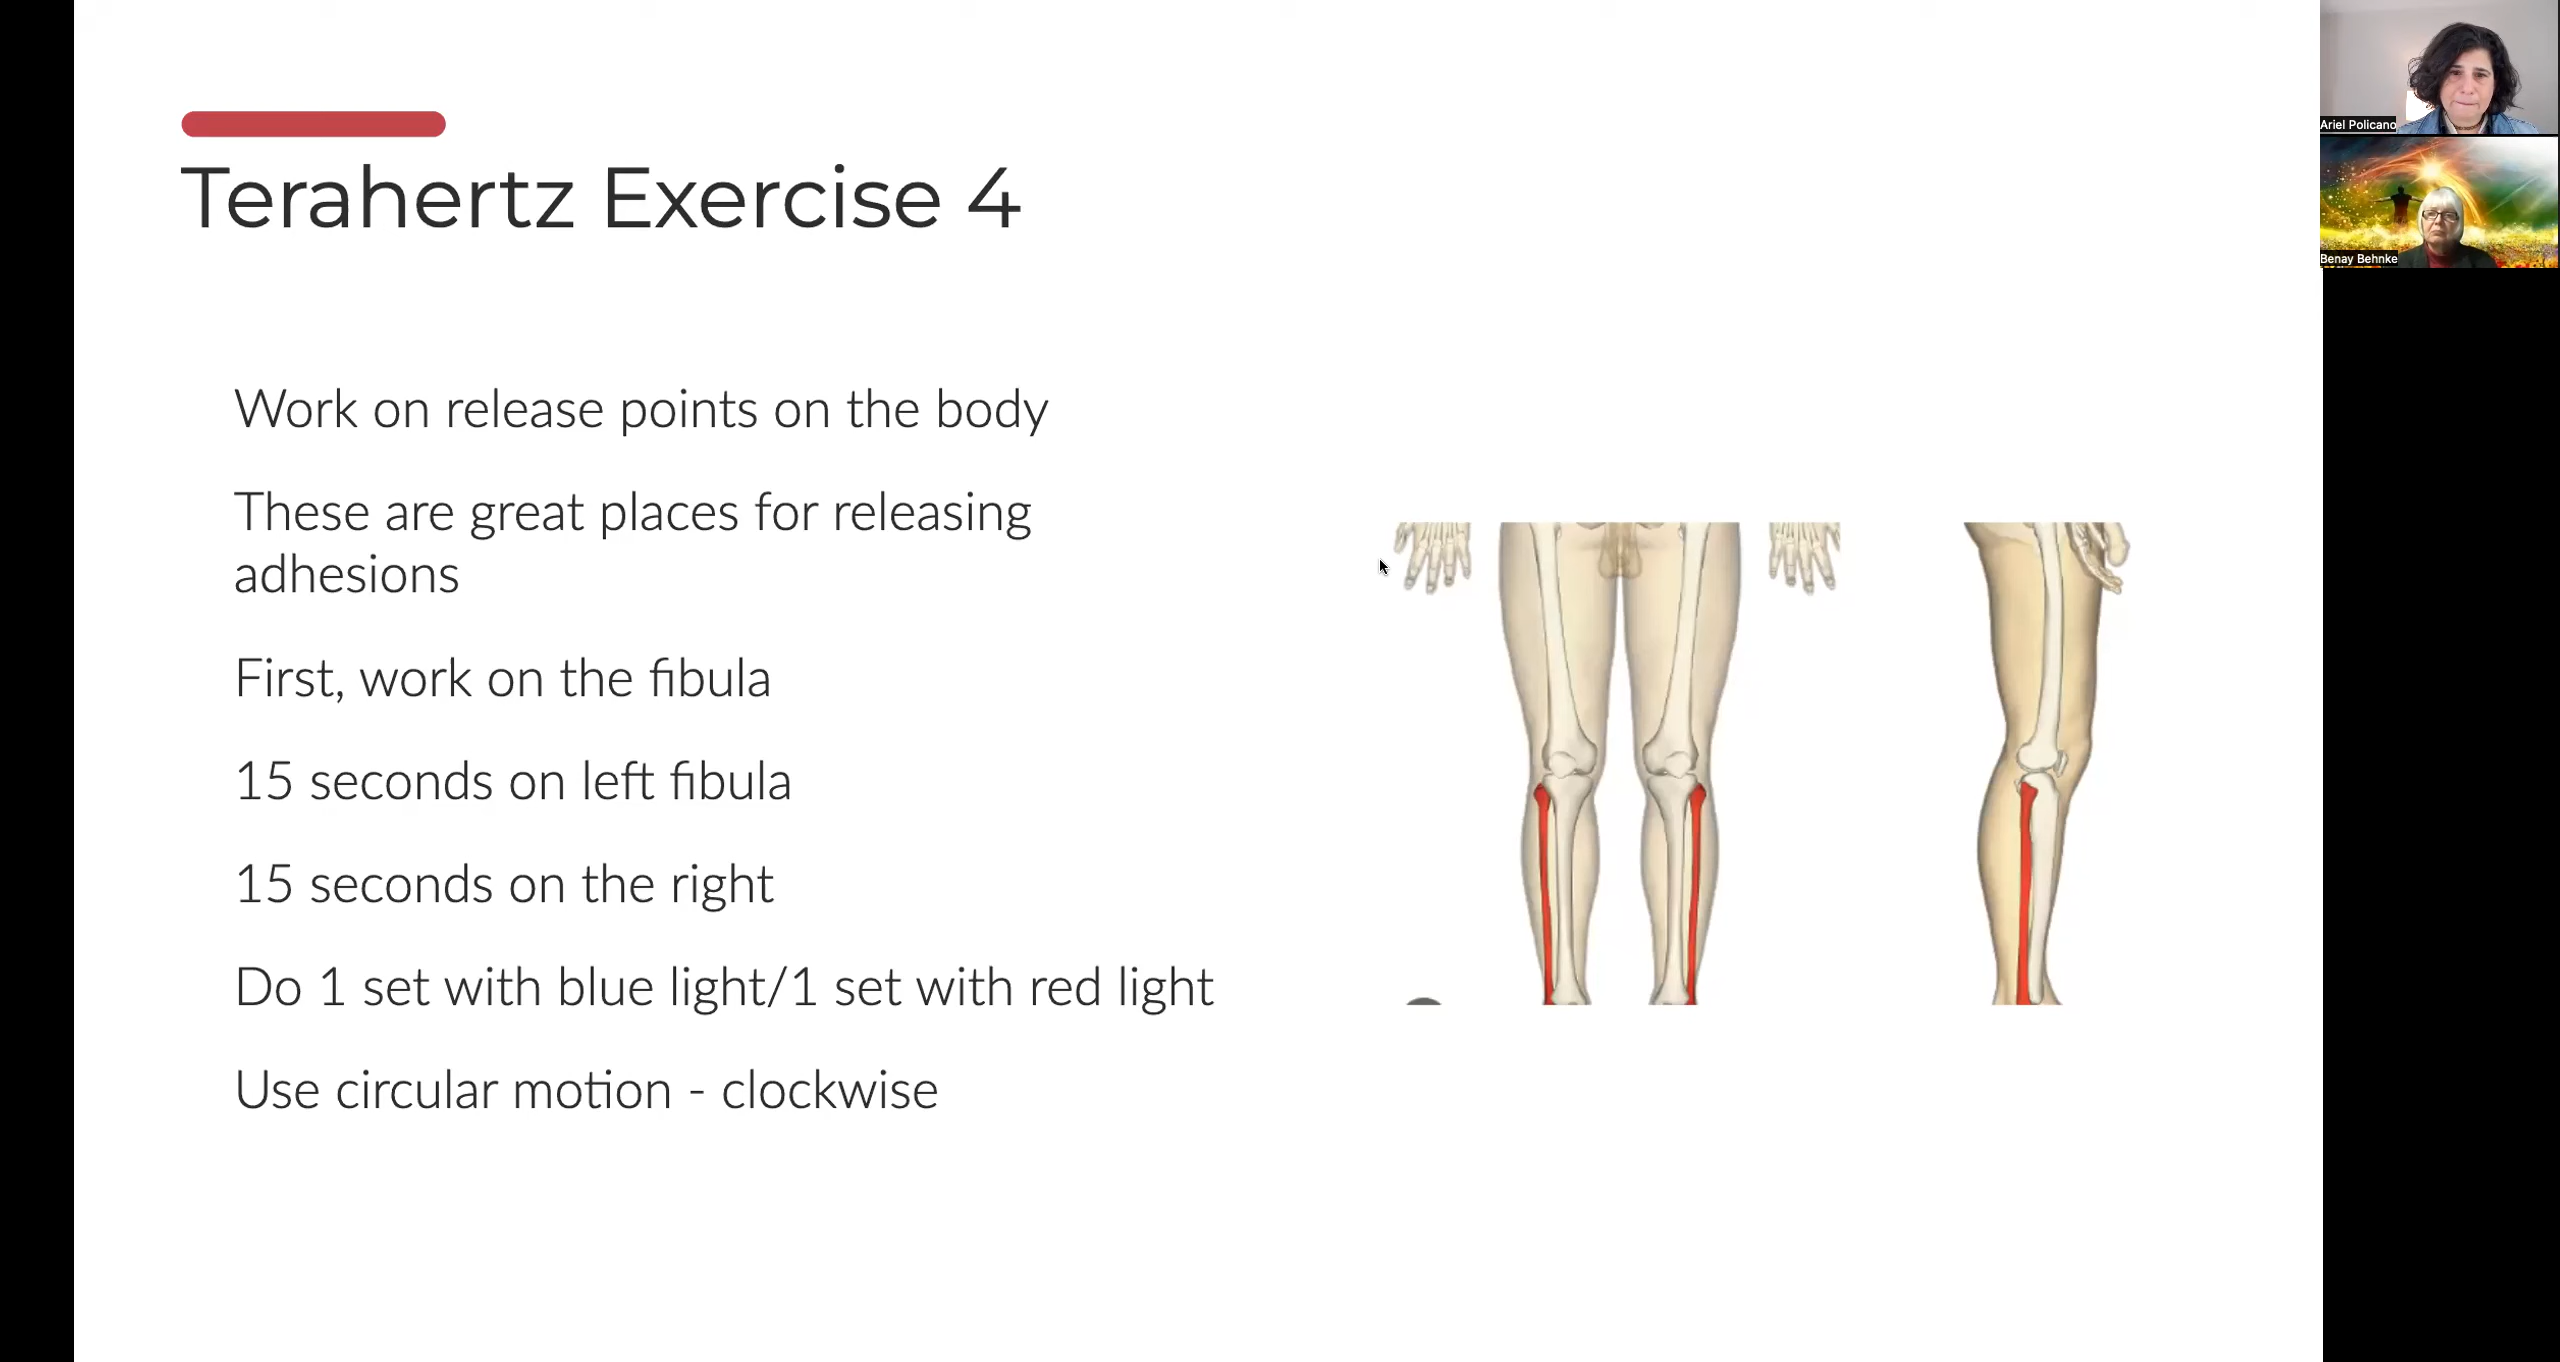 Terahertz Exercise 4
Work on release points on the body
These are great places for releasing
adhesions
First, work on the fibula
15 seconds on left fibula
15 seconds on the right
Do 1 set with blue light/1 set with red light
Use circular motion - clockwise
Ariel Policano
Benay Behnke